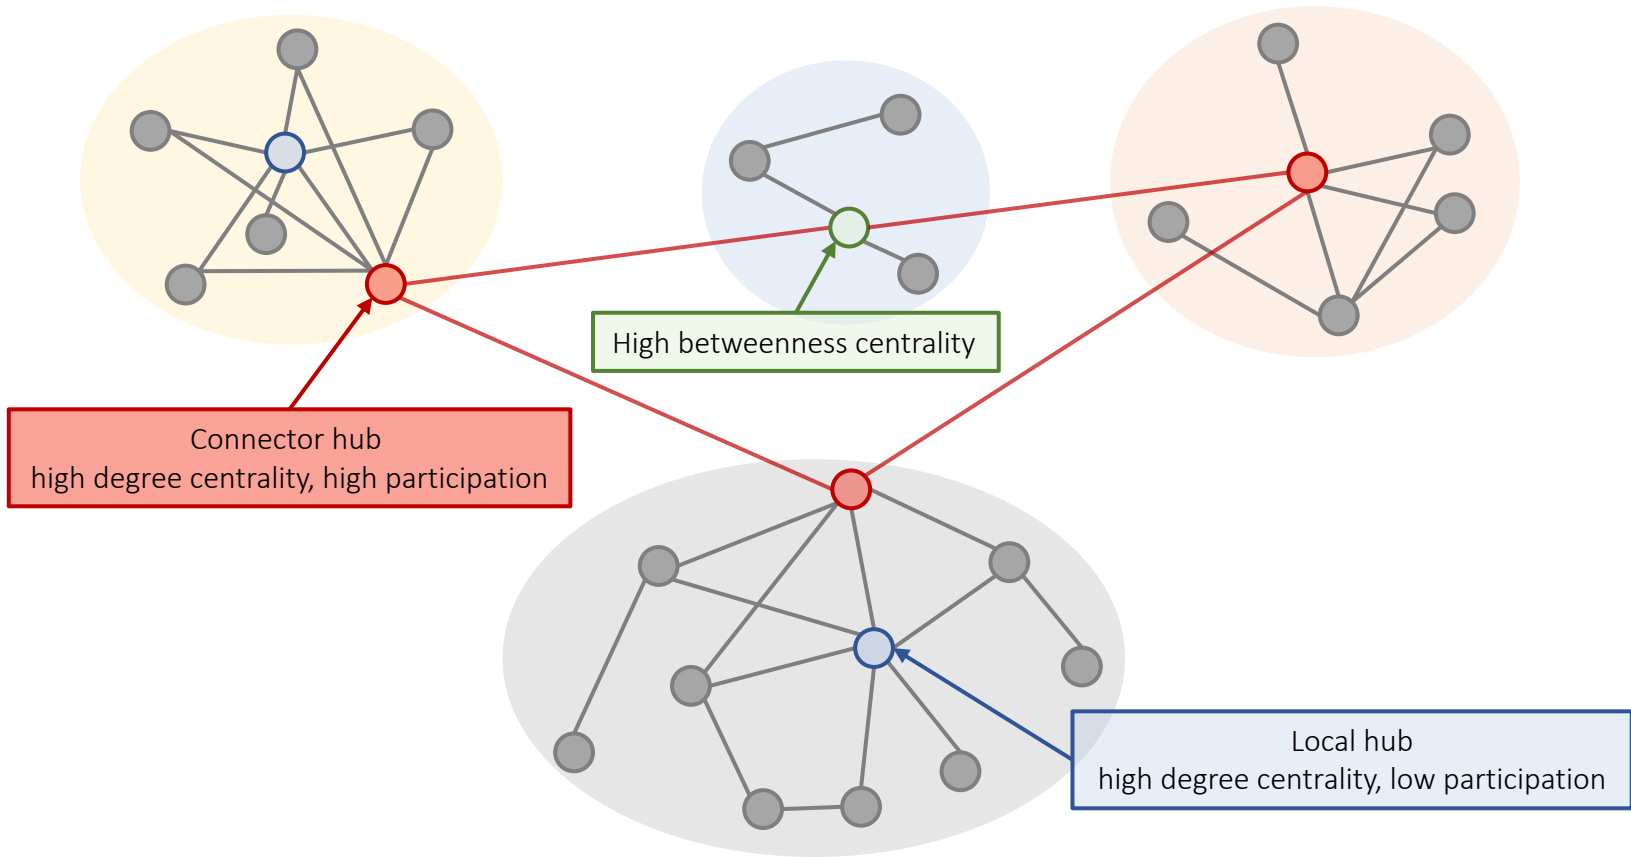 High betweenness centrality
Connector hub
high degree centrality, high participation
Local hub
high degree centrality, low participation